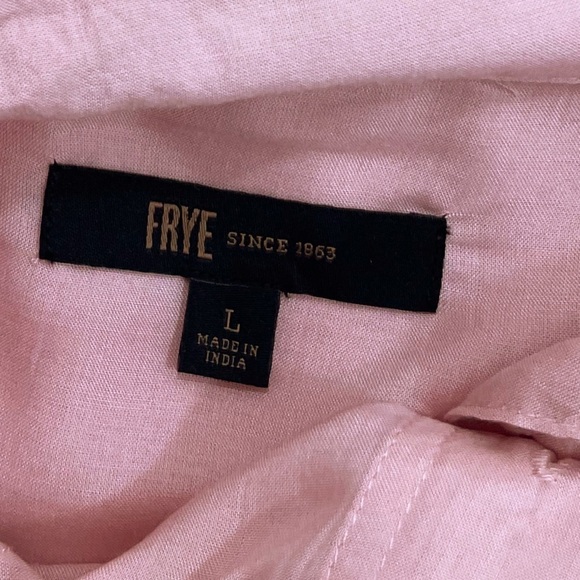 FRYE SINCE 1863
L
MADE IN
INDIA